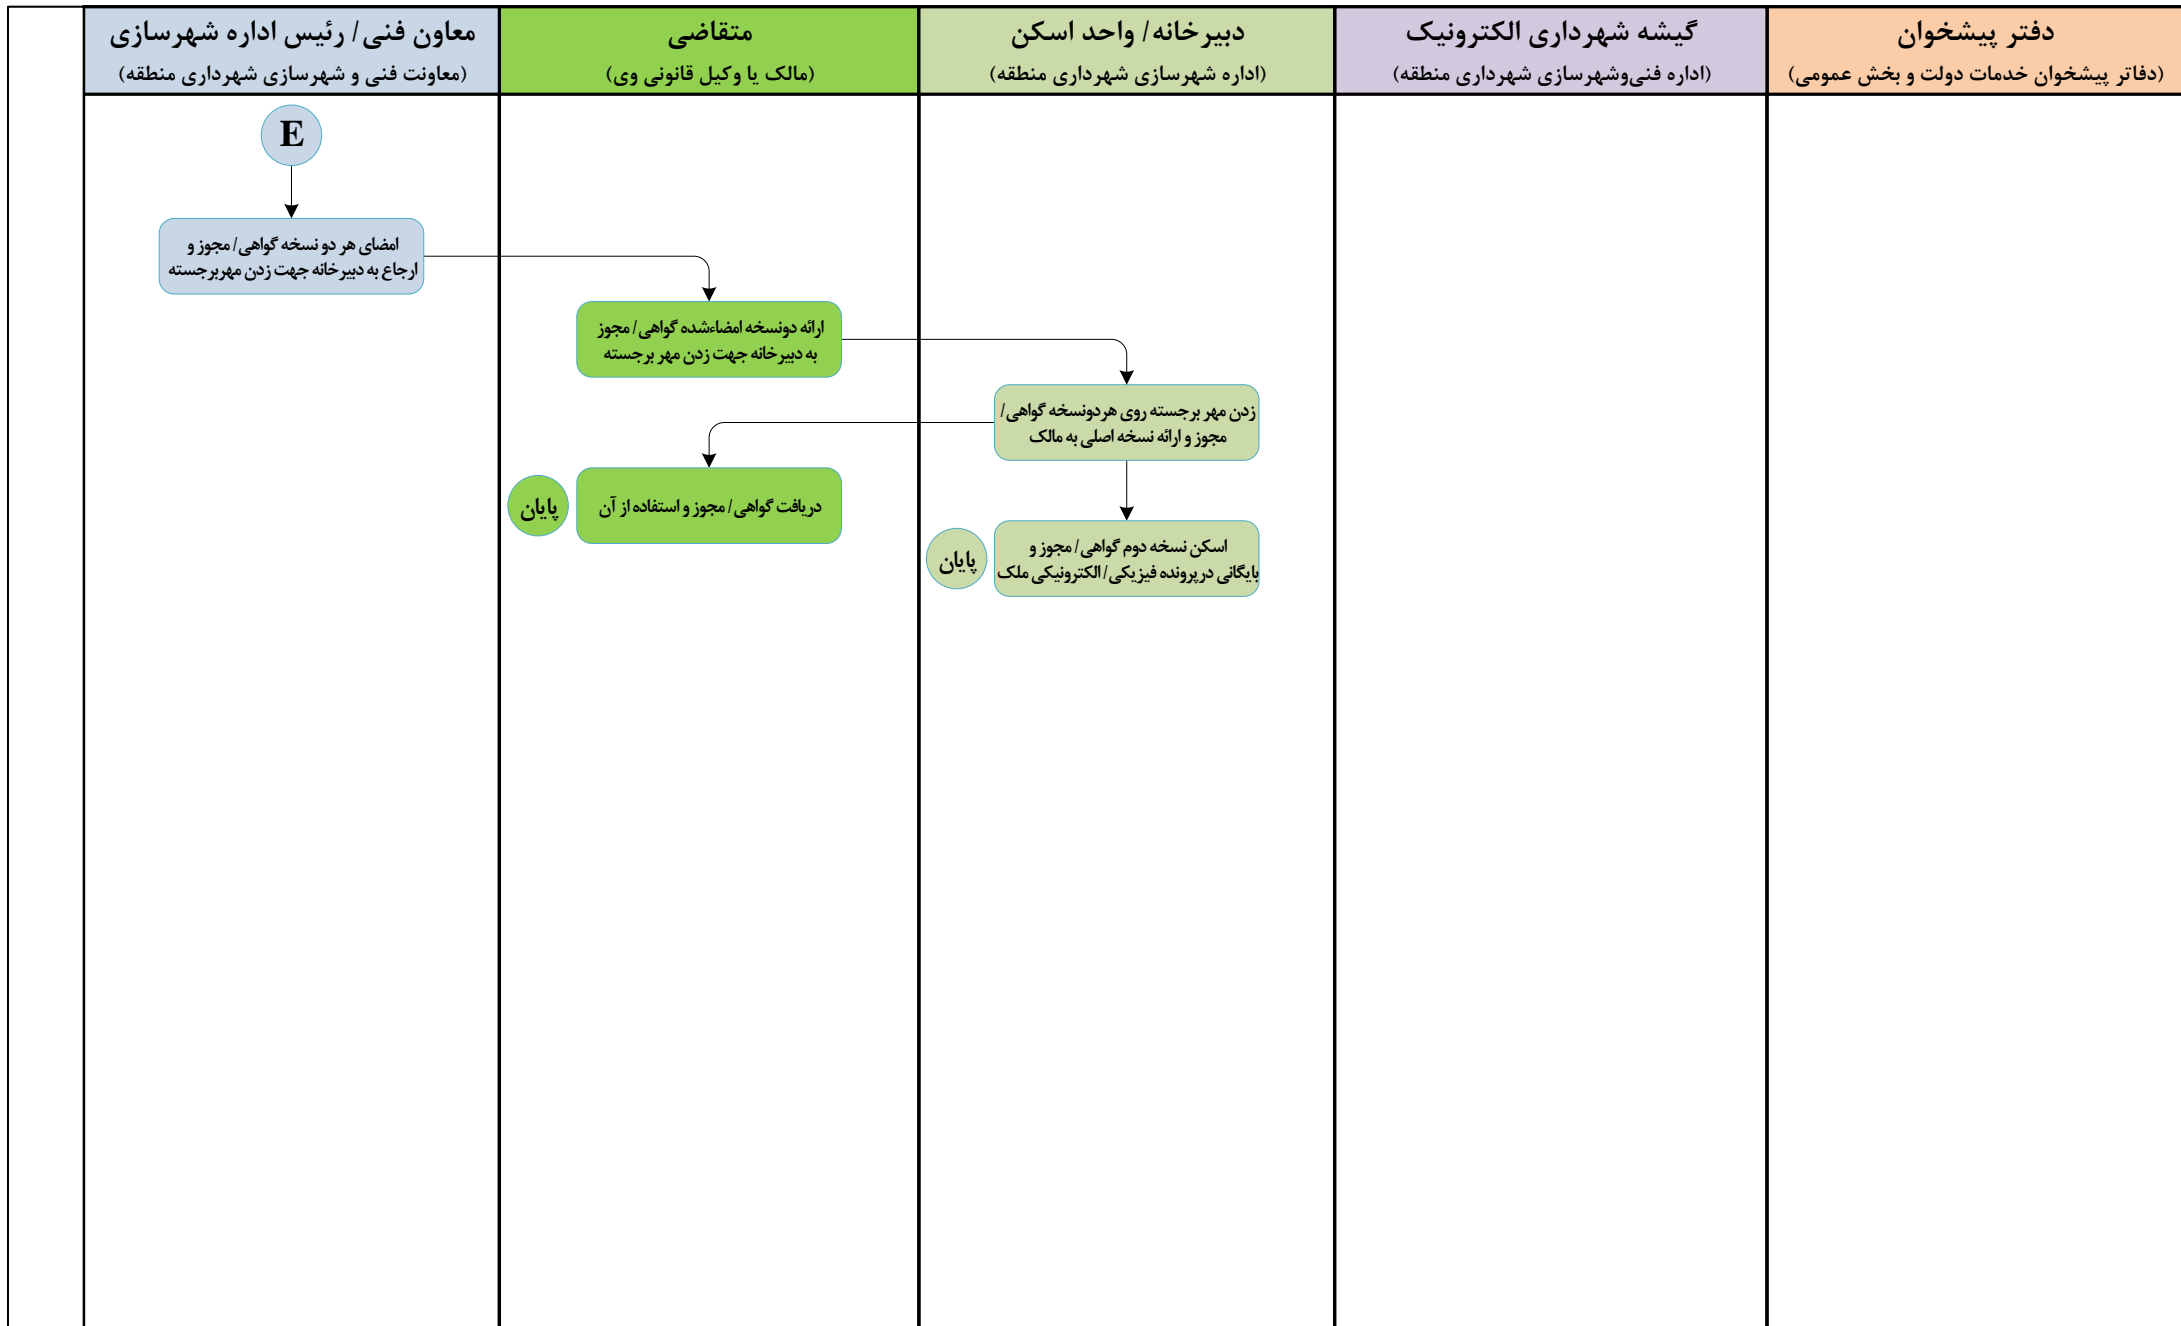 دفتر پیشخوان
(دفاتر پیشخوان خدمات دولت و بخش عمومی)
گیشه شهرداری الکترونیک
(اداره فنی‌وشهرسازی شهرداری منطقه)
دبیرخانه/ واحد اسکن
(اداره شهرسازی شهرداری منطقه)
متقاضی
(مالک یا وکیل قانونی وی)
معاون فنی/ رئیس اداره شهرسازی
(معاونت فنی و شهرسازی شهرداری منطقه)
E
امضای هر دو نسخه گواهی/ مجوز و
ارجاع به دبیرخانه جهت زدن مهربرجسته
ارائه دونسخه امضاءشده گواهی/ مجوز
به دبیرخانه جهت زدن مهر برجسته
زدن مهر برجسته روی هردونسخه گواهی/
مجوز و ارائه نسخه اصلی به مالک
دریافت گواهی/ مجوز و استفاده از آن
پایان
اسکن نسخه دوم گواهی/ مجوز و
بایگانی درپرونده فیزیکی/ الکترونیکی ملک
پایان